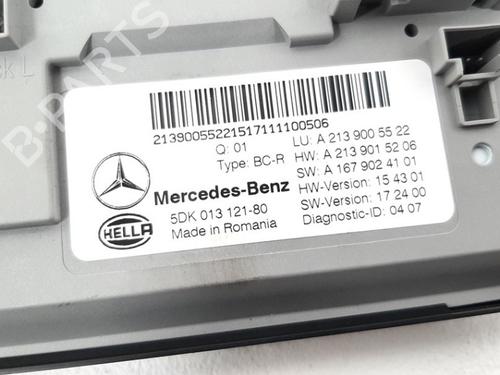 ck L
21390055221517111100506
Q: 01
Type: BC-R
Mercedes-Benz
5DK 013 121-80
Made in Romania
HELLA
LU: A 213 900 55 22
HW: A 213 901 52 06
SW: A 167 902 41 01
HW-Version: 15 43 01
SW-Version: 17 24 00
Diagnostic-ID: 04 07
B-PARTS